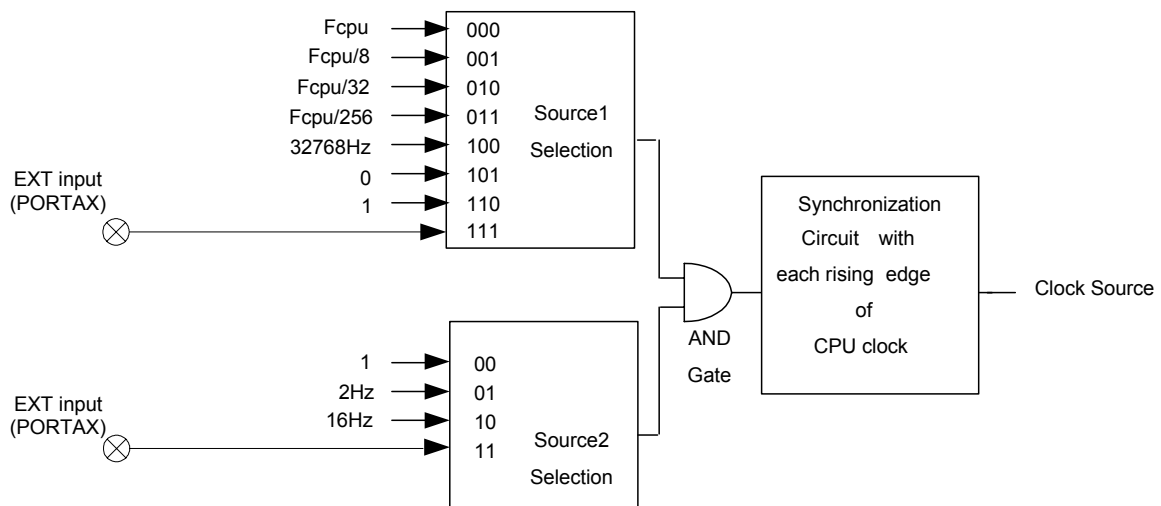 Fcpu
000
Fcpu/8
001
Fcpu/32
010
Fcpu/256
011
32768Hz
100
0
101
1
110
111
Source1
Selection
EXT input
(PORTAX)
Synchronization
Circuit with
each rising edge
of
CPU clock
Clock Source
AND
Gate
1
00
2Hz
01
16Hz
10
11
Source2
Selection
EXT input
(PORTAX)